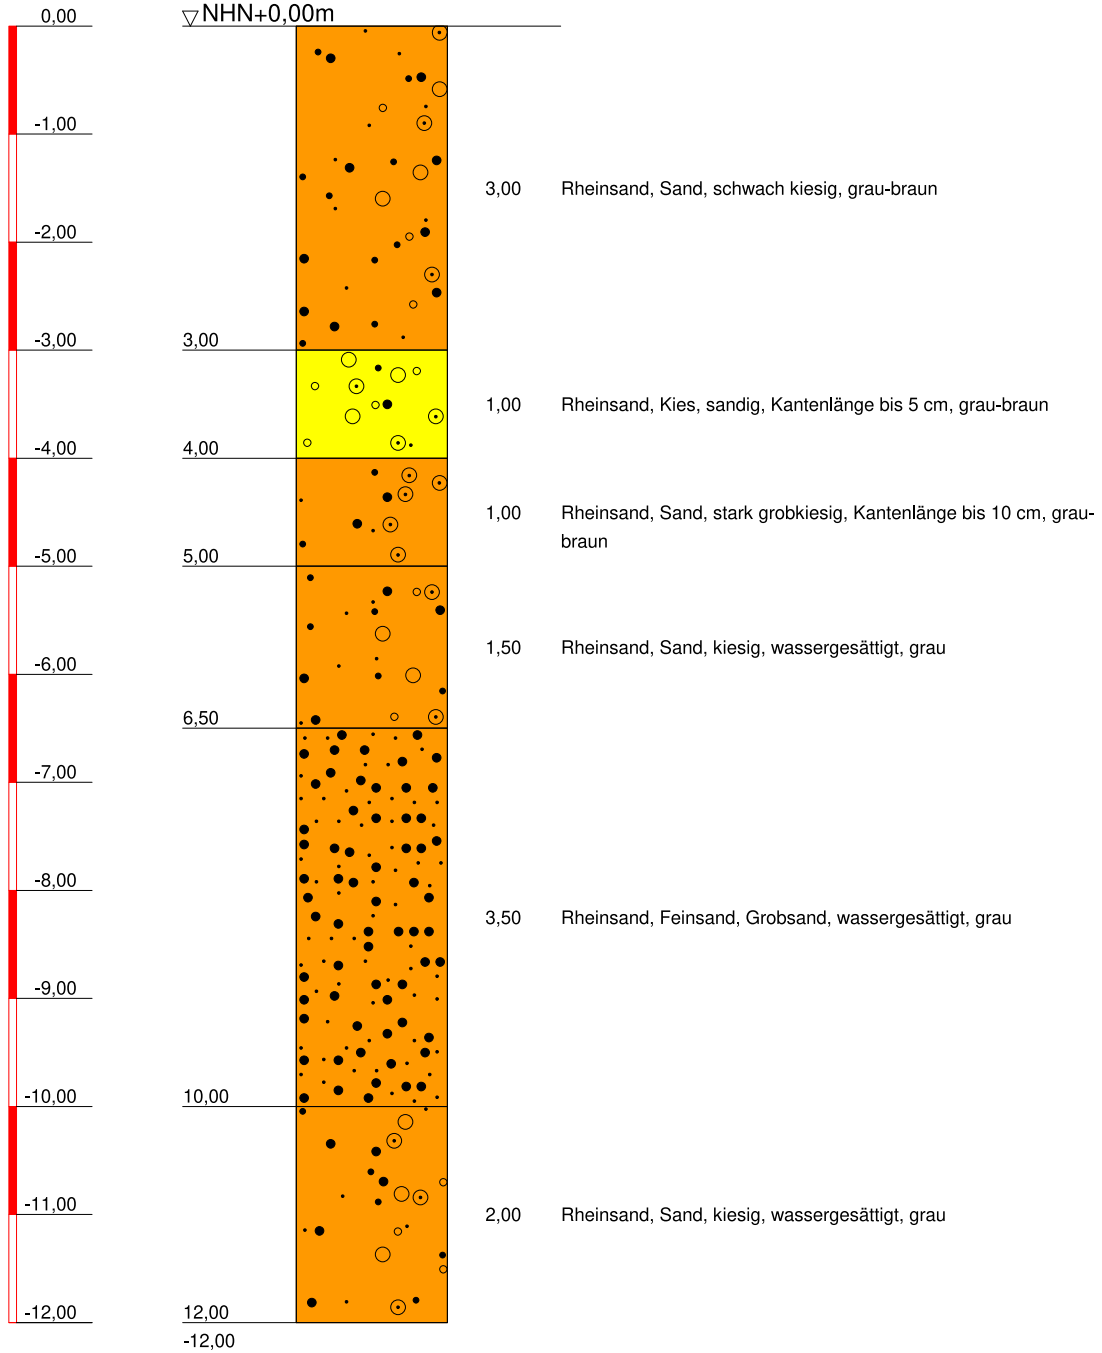 0,00
▽ NHN+0,00m
-1,00
3,00 Rheinsand, Sand, schwach kiesig, grau-braun
-2,00
-3,00
3,00
1,00 Rheinsand, Kies, sandig, Kantenlänge bis 5 cm, grau-braun
-4,00
4,00
1,00 Rheinsand, Sand, stark grobkiesig, Kantenlänge bis 10 cm, grau-
braun
-5,00
5,00
1,50 Rheinsand, Sand, kiesig, wassergesättigt, grau
-6,00
6,50
-7,00
-8,00
3,50 Rheinsand, Feinsand, Grobsand, wassergesättigt, grau
-9,00
-10,00
10,00
-11,00
2,00 Rheinsand, Sand, kiesig, wassergesättigt, grau
-12,00
12,00
-12,00